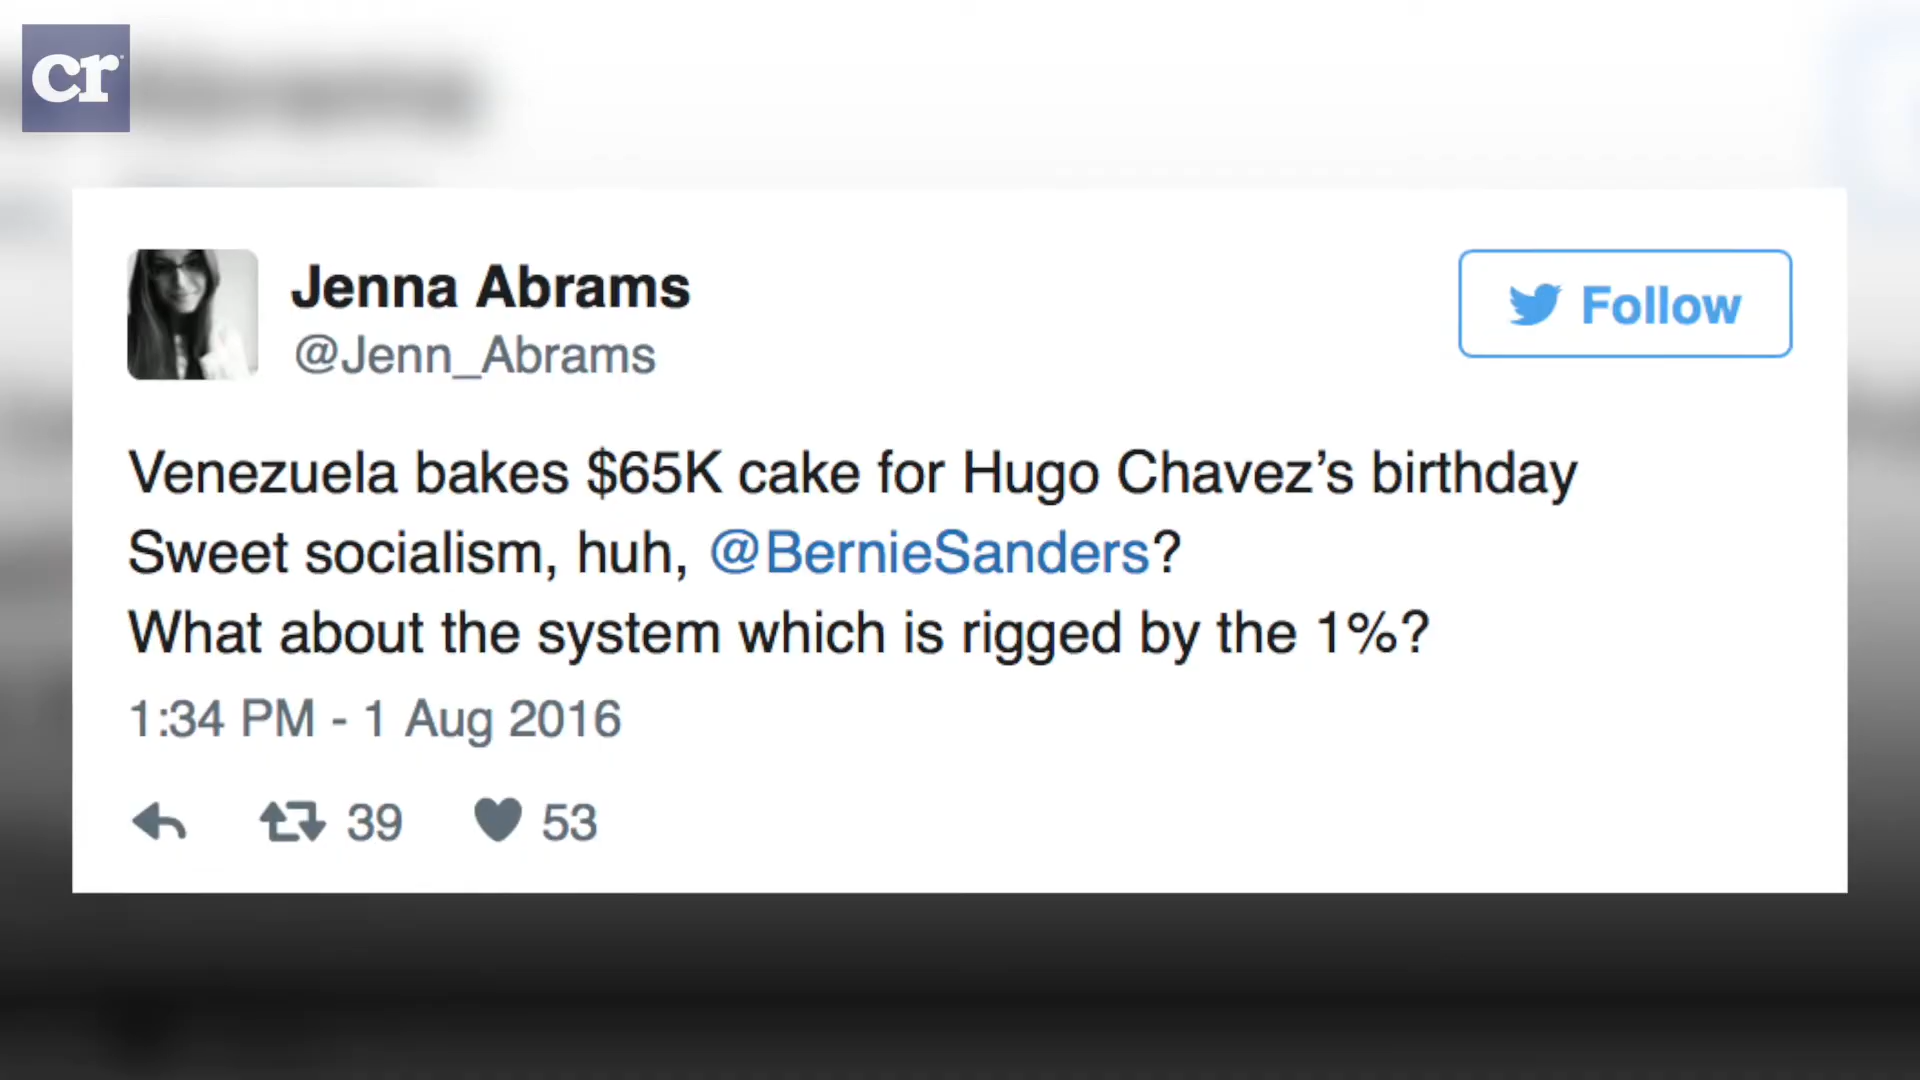 cr
Jenna Abrams
@Jenn_Abrams
Follow
Venezuela bakes $65K cake for Hugo Chavez’s birthday
Sweet socialism, huh, @BernieSanders?
What about the system which is rigged by the 1%?
1:34 PM - 1 Aug 2016
39 53